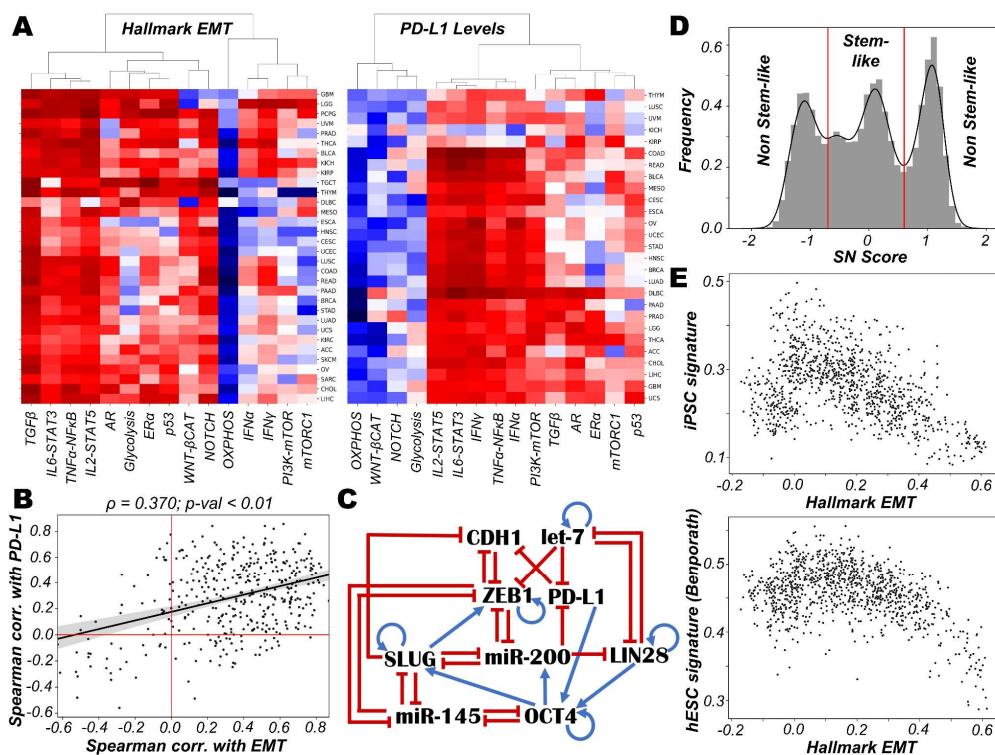 A
Hallmark EMT
GBM
LGG
PCPG
UVM
PRAD
THCA
BLCA
KICH
KIRP
TGCT
THYM
DLBC
MESO
ESCA
HNSC
CESC
UCEC
LUSC
COAD
READ
PAAD
BRCA
STAD
LUAD
UCS
KIRC
ACC
SKCM
OV
SARC
CHOL
LIHC
TGFβ
IL6-STAT3
TNFα-NFκB
IL2-STAT5
AR
Glycolysis
ERα
p53
WNT-βCAT
NOTCH
OXPHOS
IFNα
IFNγ
PI3K-mTOR
mTORC1
PD-L1 Levels
THYM
LUSC
UVM
KICH
KIRP
COAD
READ
BLCA
MESO
CESC
ESCA
OV
UCEC
STAD
HNSC
BRCA
LUAD
DLBC
PAAD
PRAD
LGG
THCA
ACC
CHOL
LIHC
GBM
UCS
OXPHOS
WNT-βCAT
NOTCH
Glycolysis
IL2-STAT5
IL6-STAT3
IFNγ
TNFα-NFκB
IFNα
PI3K-mTOR
TGFβ
AR
ERα
mTORC1
p53
B
ρ = 0.370; p-val < 0.01
Spearman corr. with PD-L1
0.8
0.6
0.4
0.2
0.0
-0.2
-0.4
-0.6
-0.6 -0.4 -0.2 0.0 0.2 0.4 0.6 0.8
Spearman corr. with EMT
C
CDH1 let-7
ZEB1 PD-L1
SLUG miR-200 LIN28
miR-145 OCT4
D
Frequency
0.6
0.4
0.2
0.0
Non Stem-like
Stem-
like
Non Stem-like
-2 -1 0 1 2
SN Score
E
iPSC signature
0.5
0.3
0.1
-0.2 0.0 0.2 0.4 0.6
Hallmark EMT
hESC signature (Benporath)
0.55
0.45
0.3
-0.2 0.0 0.2 0.4 0.6
Hallmark EMT